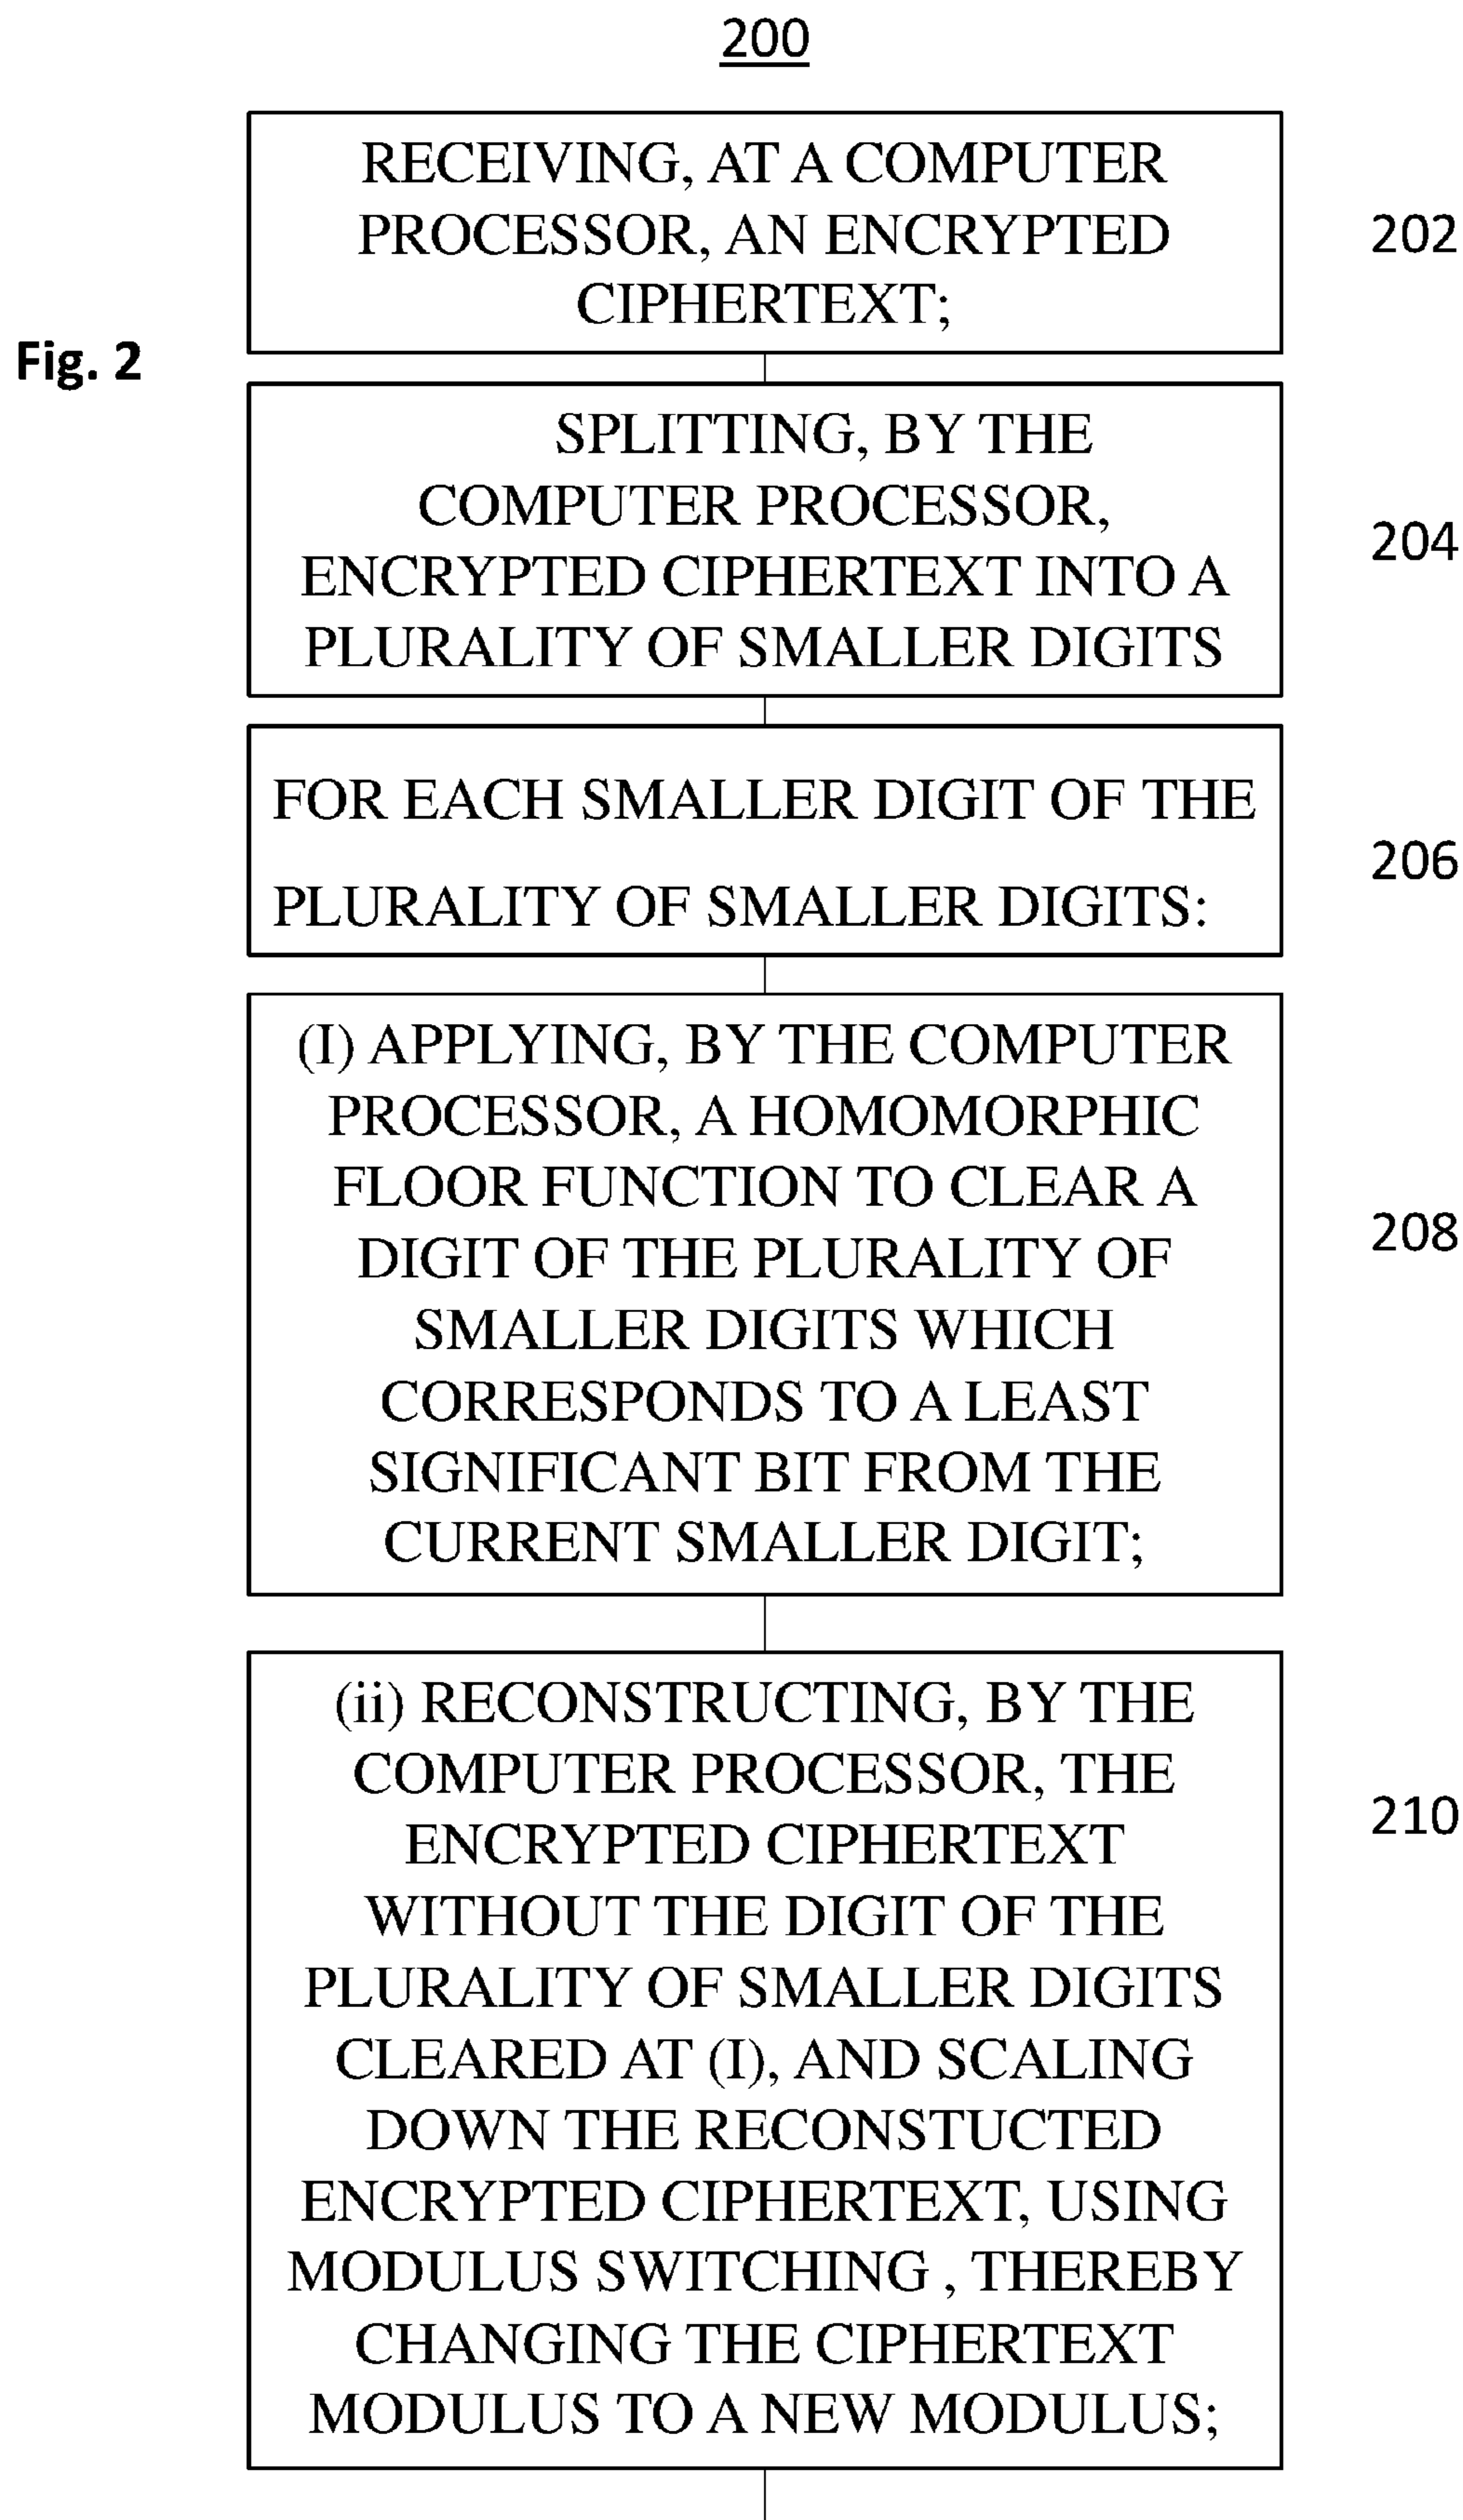 200
RECEIVING, AT A COMPUTER
PROCESSOR, AN ENCRYPTED
CIPHERTEXT;
202
Fig. 2
SPLITTING, BY THE
COMPUTER PROCESSOR,
ENCRYPTED CIPHERTEXT INTO A
PLURALITY OF SMALLER DIGITS
204
FOR EACH SMALLER DIGIT OF THE
PLURALITY OF SMALLER DIGITS:
206
(I) APPLYING, BY THE COMPUTER
PROCESSOR, A HOMOMORPHIC
FLOOR FUNCTION TO CLEAR A
DIGIT OF THE PLURALITY OF
SMALLER DIGITS WHICH
CORRESPONDS TO A LEAST
SIGNIFICANT BIT FROM THE
CURRENT SMALLER DIGIT;
208
(ii) RECONSTRUCTING, BY THE
COMPUTER PROCESSOR, THE
ENCRYPTED CIPHERTEXT
WITHOUT THE DIGIT OF THE
PLURALITY OF SMALLER DIGITS
CLEARED AT (I), AND SCALING
DOWN THE RECONSTUCTED
ENCRYPTED CIPHERTEXT, USING
MODULUS SWITCHING , THEREBY
CHANGING THE CIPHERTEXT
MODULUS TO A NEW MODULUS;
210